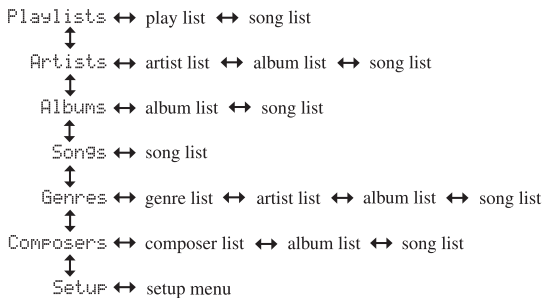 Playlists ↔ play list ↔ song list
Artists ↔ artist list ↔ album list ↔ song list
Albums ↔ album list ↔ song list
Songs ↔ song list
Genres ↔ genre list ↔ artist list ↔ album list ↔ song list
Composers ↔ composer list ↔ album list ↔ song list
Setup ↔ setup menu